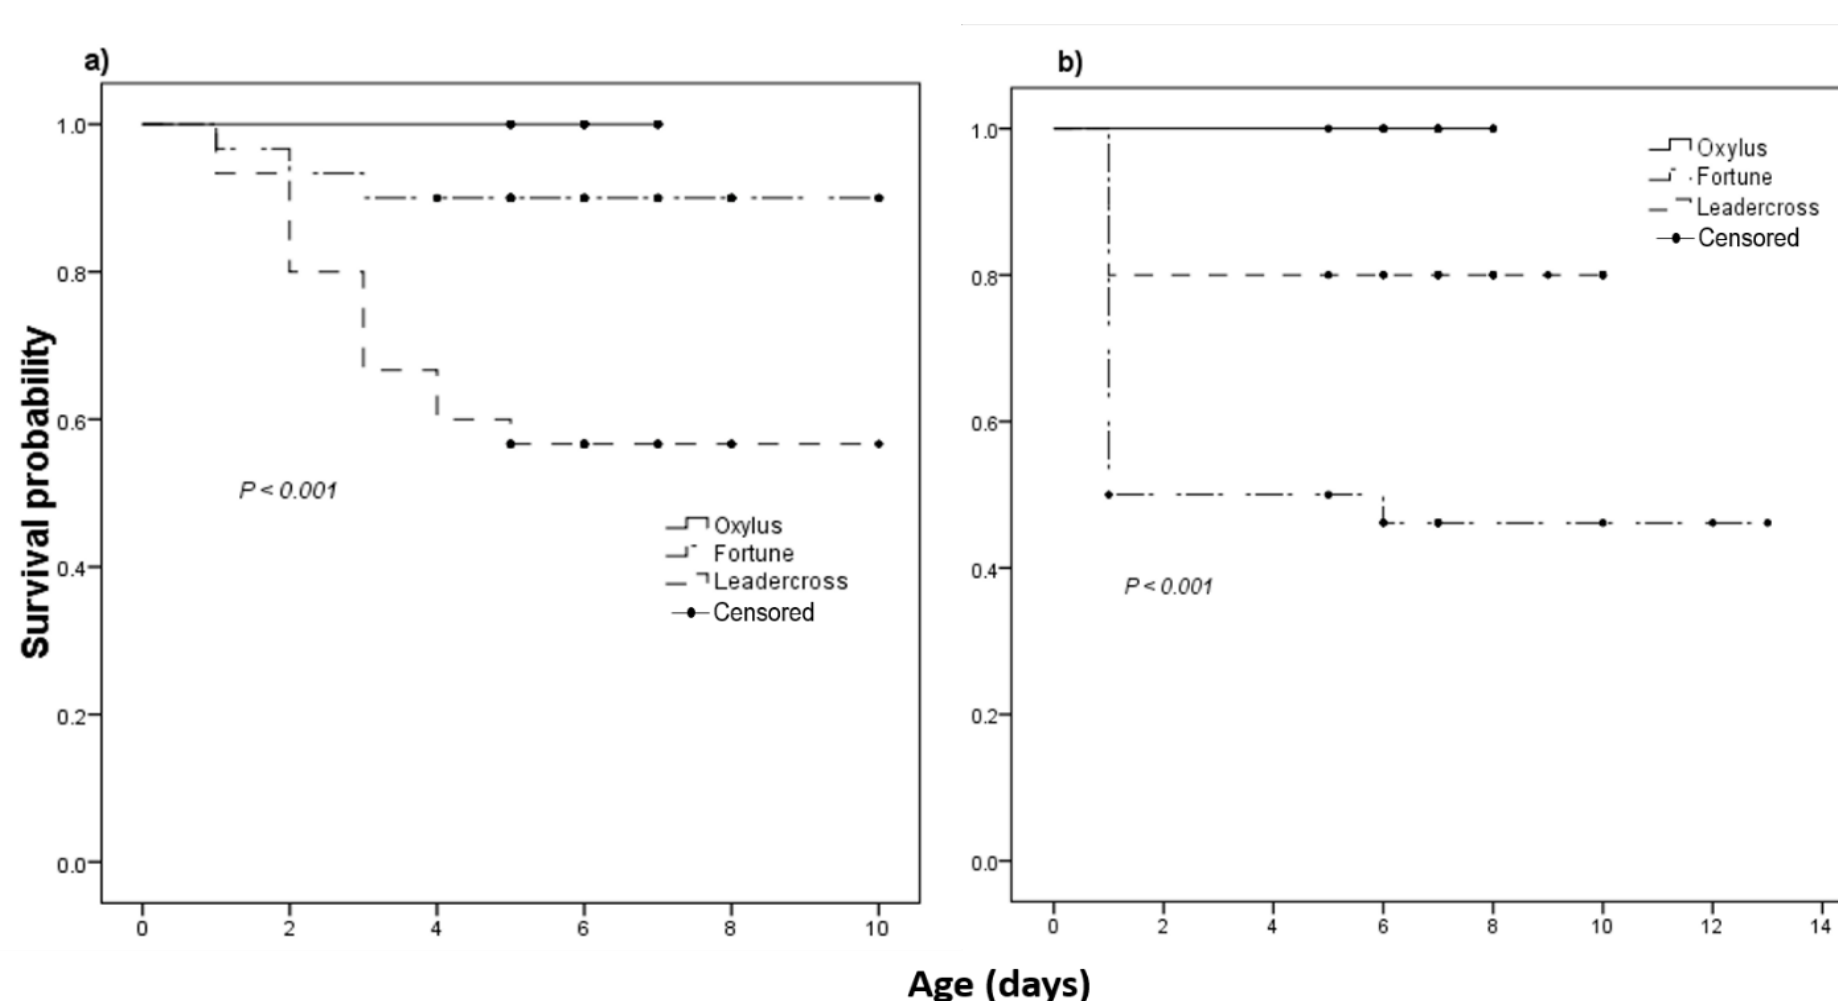 a)
Survival probability
1.0
0.8
0.6
0.4
0.2
0.0
P < 0.001
Oxylus
Fortune
Leadercross
Censored
0 2 4 6 8 10
b)
1.0
0.8
0.6
0.4
0.2
0.0
Oxylus
Fortune
Leadercross
Censored
P < 0.001
0 2 4 6 8 10 12 14
Age (days)